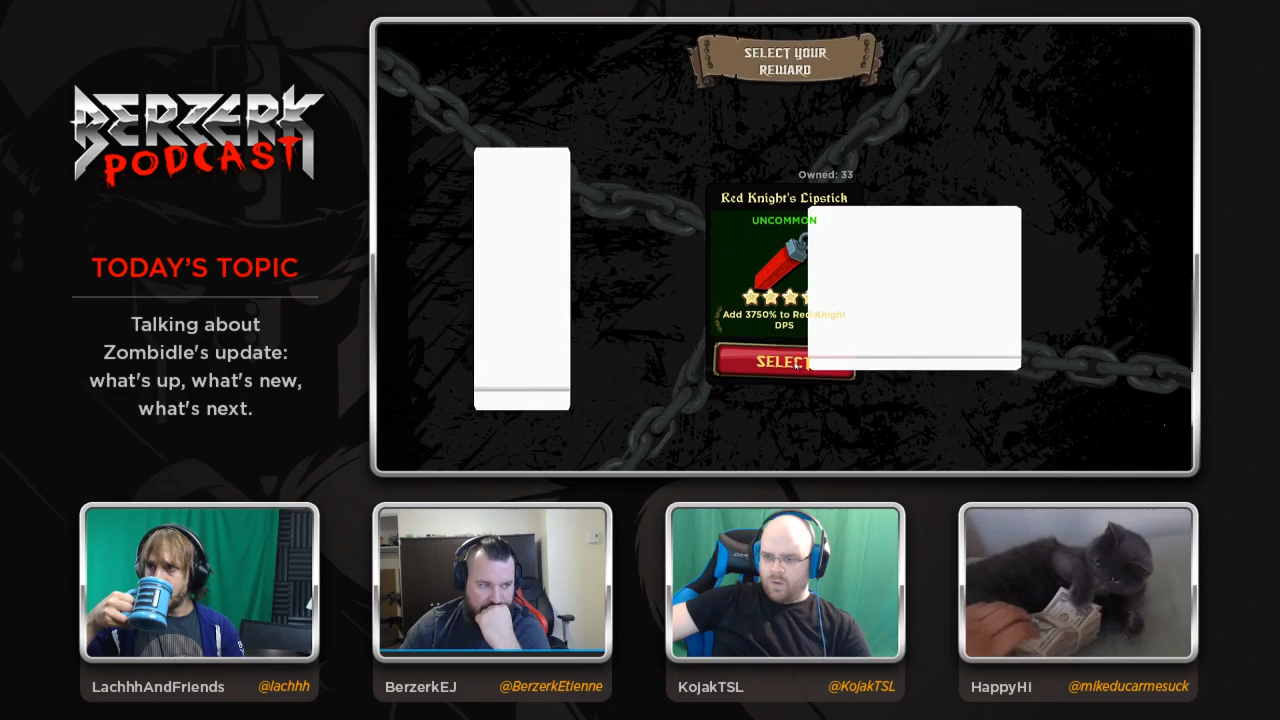 BERZERK
PODCAST
TODAY'S TOPIC
Talking about
Zombidle's update:
what's up, what's new,
what's next.
SELECT YOUR
REWARD
Owned: 33
Red Knight's Lipstick
UNCOMMON
Add 3750% to Red Knight
DPS
SELECT
LachhhAndFriends @lachhh
BerzerkEJ @BerzerkEtienne
KojakTSL @KojakTSL
HappyHi @mikeducarmesuck